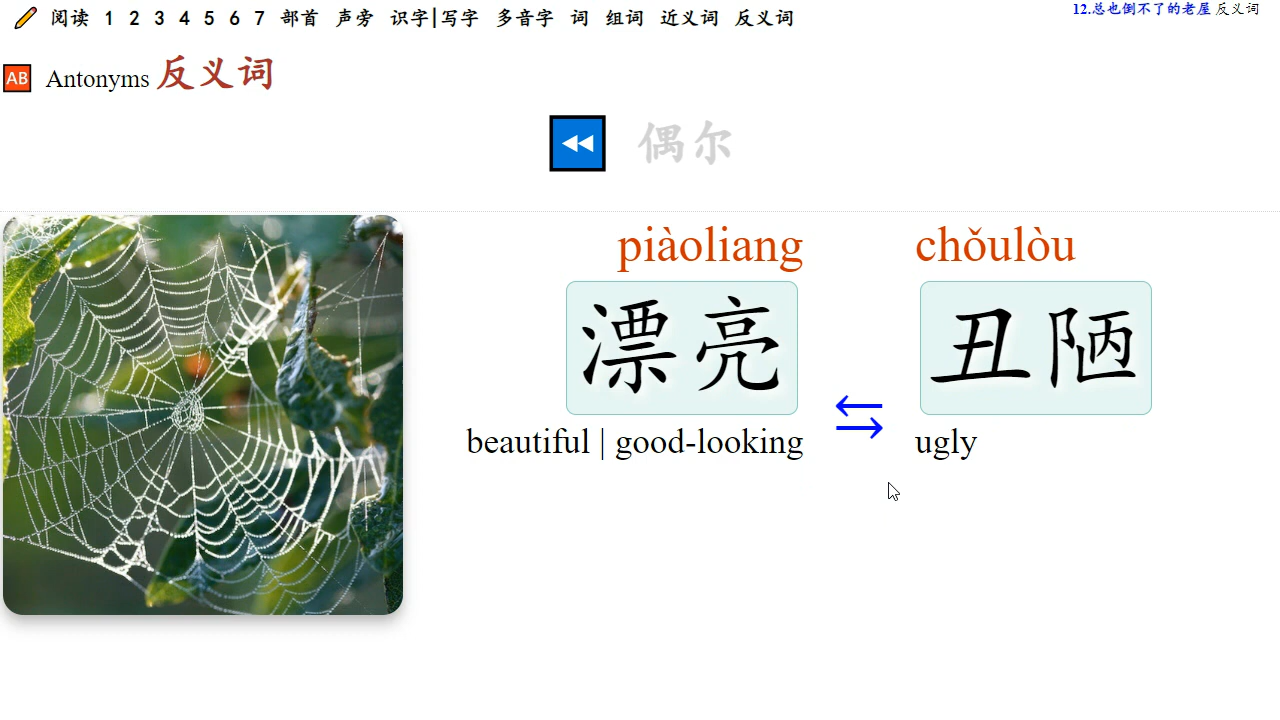 阅读 1 2 3 4 5 6 7 部首 声旁 识字|写字 多音字 词 组词 近义词 反义词
12.总也倒不了的老屋 反义词
AB Antonyms 反义词
偶尔
piàoliang chǒulòu
漂亮 丑陋
beautiful | good-looking ugly